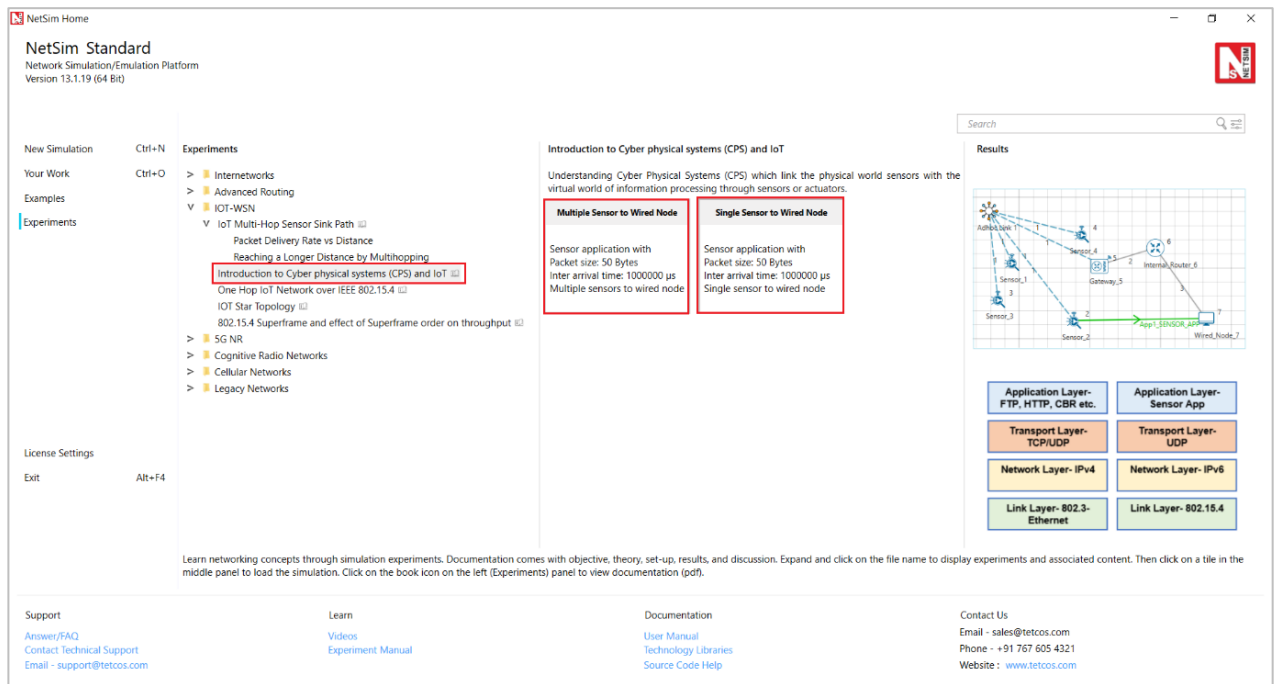 NetSim Home
NetSim Standard
Network Simulation/Emulation Platform
Version 13.1.19 (64 Bit)
NETSIM
Search
New Simulation Ctrl+N
Your Work Ctrl+O
Examples
Experiments
License Settings
Exit Alt+F4
Experiments
> Internetworks
> Advanced Routing
v IOT-WSN
v IoT Multi-Hop Sensor Sink Path
Packet Delivery Rate vs Distance
Reaching a Longer Distance by Multihopping
Introduction to Cyber physical systems (CPS) and IoT
One Hop IoT Network over IEEE 802.15.4
IOT Star Topology
802.15.4 Superframe and effect of Superframe order on throughput
> 5G NR
> Cognitive Radio Networks
> Cellular Networks
> Legacy Networks
Introduction to Cyber physical systems (CPS) and IoT
Understanding Cyber Physical Systems (CPS) which link the physical world sensors with the
virtual world of information processing through sensors or actuators.
Multiple Sensor to Wired Node
Sensor application with
Packet size: 50 Bytes
Inter arrival time: 1000000 µs
Multiple sensors to wired node
Single Sensor to Wired Node
Sensor application with
Packet size: 50 Bytes
Inter arrival time: 1000000 µs
Single sensor to wired node
Results
1
1
1
4
Sensor_4
5
2
6
Internal_Router_6
Gateway_5
1
Sensor_1
3
Sensor_3
3
2
Sensor_2
App1_SENSOR_APP
7
Wired_Node_7
Application Layer-
FTP, HTTP, CBR etc.
Application Layer-
Sensor App
Transport Layer-
TCP/UDP
Transport Layer-
UDP
Network Layer- IPv4
Network Layer- IPv6
Link Layer- 802.3-
Ethernet
Link Layer- 802.15.4
Learn networking concepts through simulation experiments. Documentation comes with objective, theory, set-up, results, and discussion. Expand and click on the file name to display experiments and associated content. Then click on a tile in the
middle panel to load the simulation. Click on the book icon on the left (Experiments) panel to view documentation (pdf).
Support
Answer/FAQ
Contact Technical Support
Email - support@tetcos.com
Learn
Videos
Experiment Manual
Documentation
User Manual
Technology Libraries
Source Code Help
Contact Us
Email - sales@tetcos.com
Phone - +91 767 605 4321
Website : www.tetcos.com